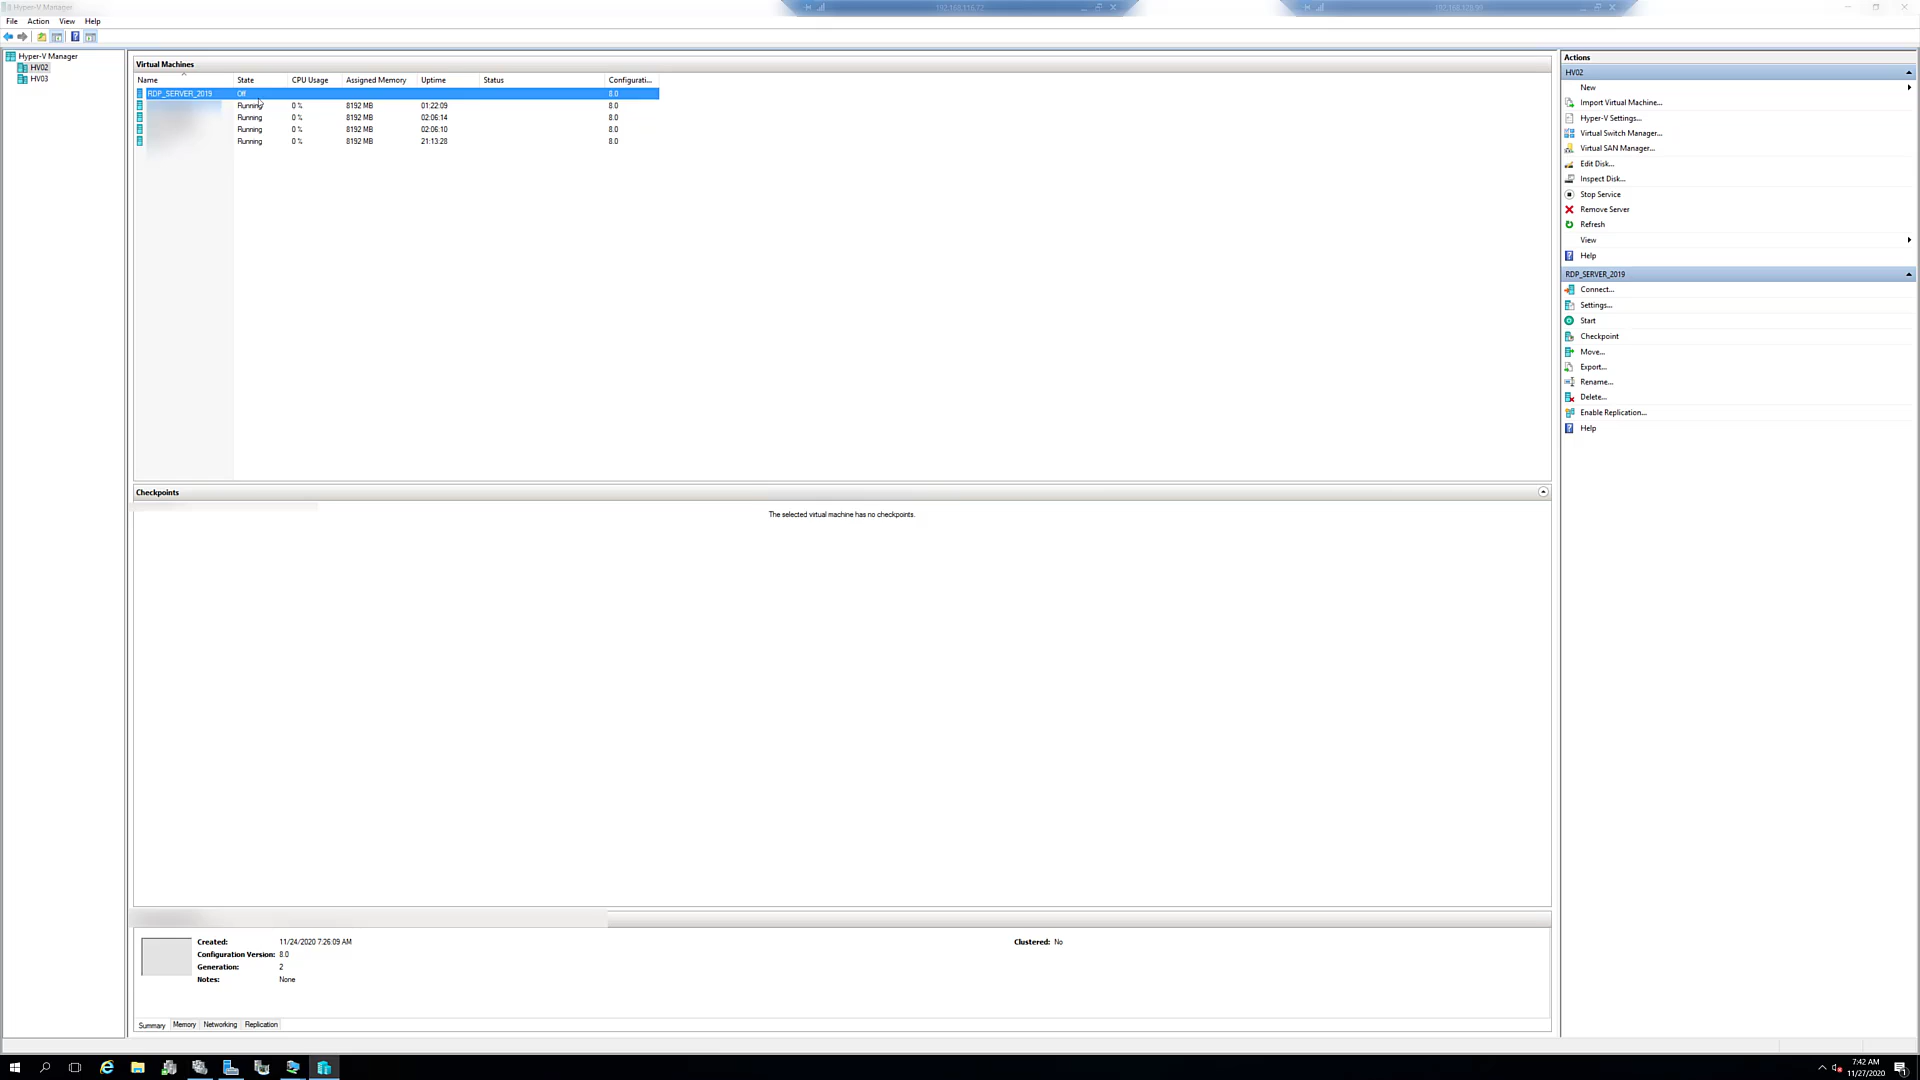 Hyper-V Manager
192.168.116.72
File Action View Help
Hyper-V Manager
HV02
HV03
Virtual Machines
Name State CPU Usage Assigned Memory Uptime Status Configurati...
RDP_SERVER_2019 Off 8.0
Running 0 % 8192 MB 01:22:09 8.0
Running 0 % 8192 MB 02:06:14 8.0
Running 0 % 8192 MB 02:06:10 8.0
Running 0 % 8192 MB 21:13:28 8.0
Checkpoints
The selected virtual machine has no checkpoints.
Created: 11/24/2020 7:26:09 AM Clustered: No
Configuration Version: 8.0
Generation: 2
Notes: None
Summary Memory Networking Replication
Actions
HV02
New
Import Virtual Machine...
Hyper-V Settings...
Virtual Switch Manager...
Virtual SAN Manager...
Edit Disk...
Inspect Disk...
Stop Service
Remove Server
Refresh
View
Help
RDP_SERVER_2019
Connect...
Settings...
Start
Checkpoint
Move...
Export...
Rename...
Delete...
Enable Replication...
Help
7:42 AM
11/27/2020